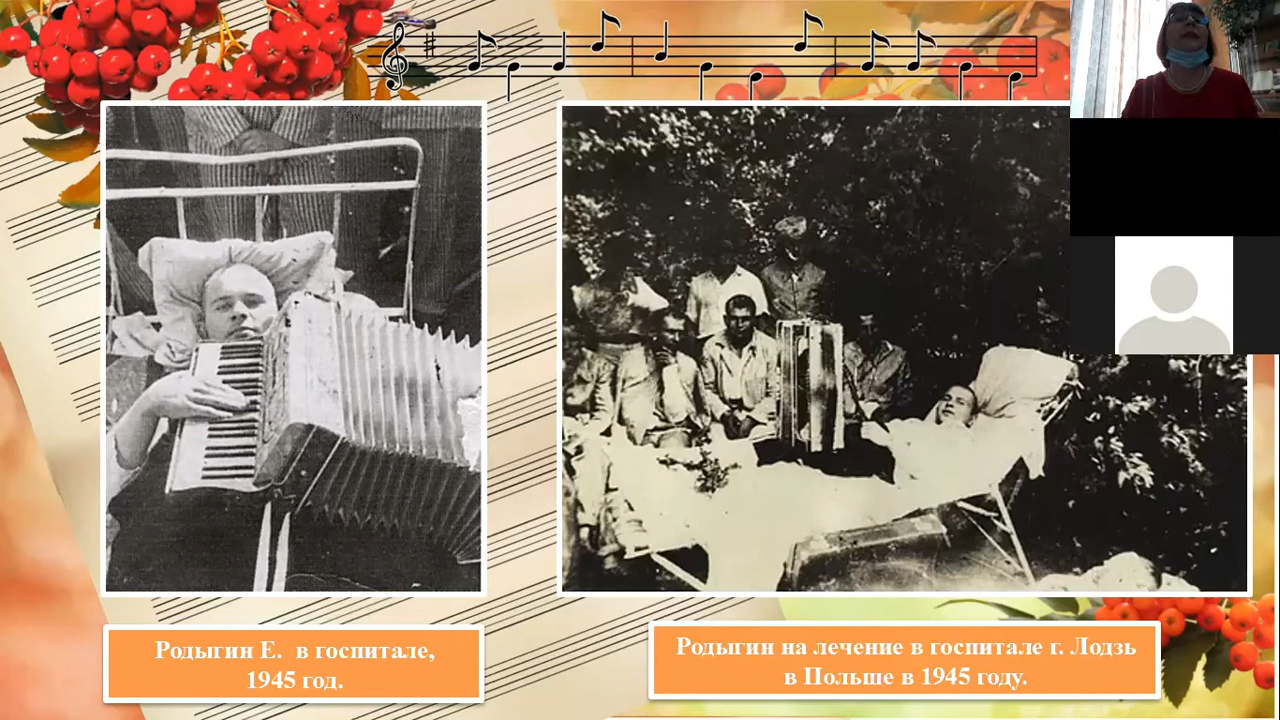 Родыгин Е.  в госпитале,
1945 год.
Родыгин на лечение в госпитале г. Лодзь
в Польше в 1945 году.